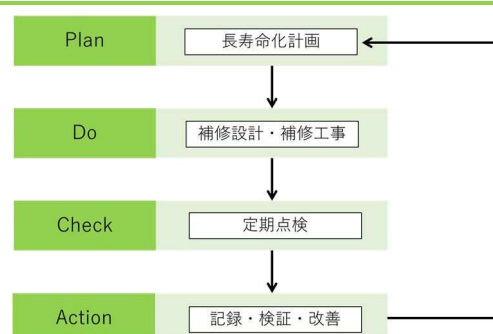 Plan
長寿命化計画
Do
補修設計・補修工事
Check
定期点検
Action
記録・検証・改善